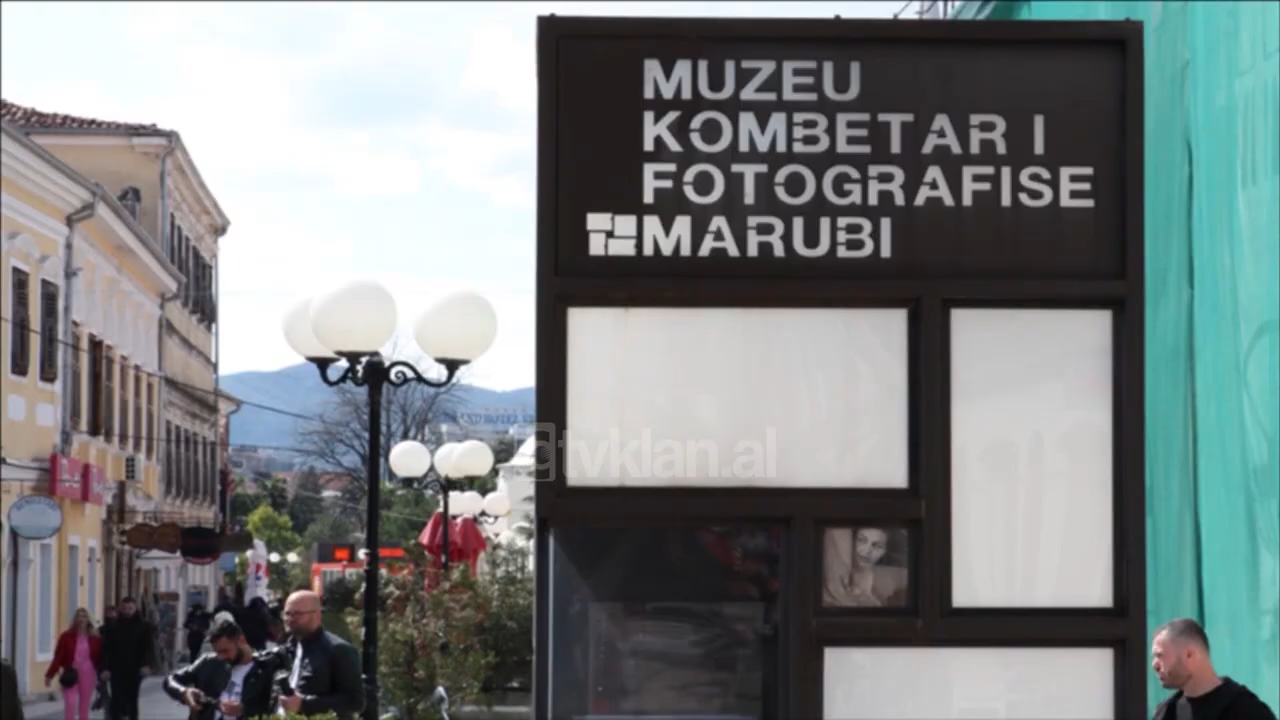 MUZEU
KOMBETAR I
FOTOGRAFISE
MARUBI
tvklan.al